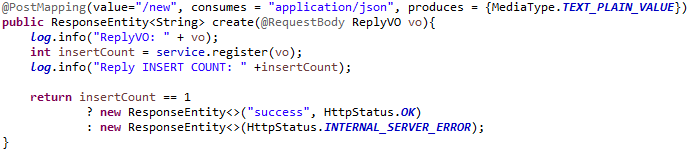 @PostMapping(value="/new", consumes = "application/json", produces = {MediaType.TEXT_PLAIN_VALUE})
public ResponseEntity<String> create(@RequestBody ReplyVO vo){
    log.info("ReplyVO: " + vo);
    int insertCount = service.register(vo);
    log.info("Reply INSERT COUNT: " +insertCount);

    return insertCount == 1
            ? new ResponseEntity<>("success", HttpStatus.OK)
            : new ResponseEntity<>(HttpStatus.INTERNAL_SERVER_ERROR);
}